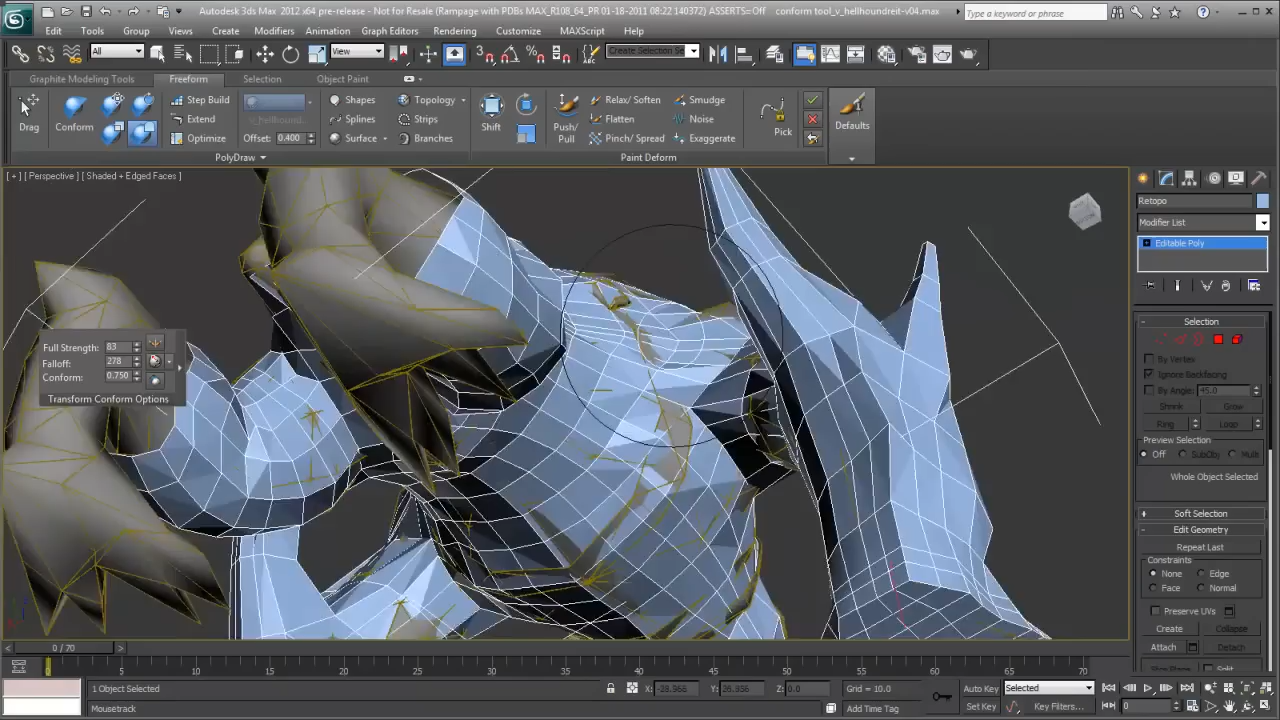 Autodesk 3ds Max 2012 x64 pre-release - Not for Resale (Rampage with PDBs MAX_R108_64_PR 01-18-2011 08:22 140372) ASSERTS=Off conform tool_v_hellhoundreit-v04.max
Type a keyword or phrase
Edit Tools Group Views Create Modifiers Animation Graph Editors Rendering Customize MAXScript Help
All View Create Selection Se
Graphite Modeling Tools Freeform Selection Object Paint
Step Build Shapes Topology Relax/ Soften Smudge
Extend v_hellhound... Splines Strips Flatten Noise
Drag Conform Optimize Offset: 0.400 Surface Branches Shift Push/ Pull Pinch/ Spread Exaggerate Pick Defaults
PolyDraw Paint Deform
[ + ] [ Perspective ] [ Shaded + Edged Faces ]
Retopo
Modifier List
Editable Poly
Selection
By Vertex
Ignore Backfacing
By Angle: 45.0
Shrink Grow
Ring Loop
Preview Selection
Off SubObj Multi
Whole Object Selected
Soft Selection
Edit Geometry
Repeat Last
Constraints
None Edge
Face Normal
Preserve UVs
Create Collapse
Attach Detach
Full Strength: 83
Falloff: 278
Conform: 0.750
Transform Conform Options
0 / 70
0 5 10 15 20 25 30 35 40 45 50 55 60 65 70
1 Object Selected X: -38.366 Y: 26.356 Z: 0.0 Grid = 10.0 Auto Key Selected
Mousetrack Add Time Tag Set Key Key Filters... 0